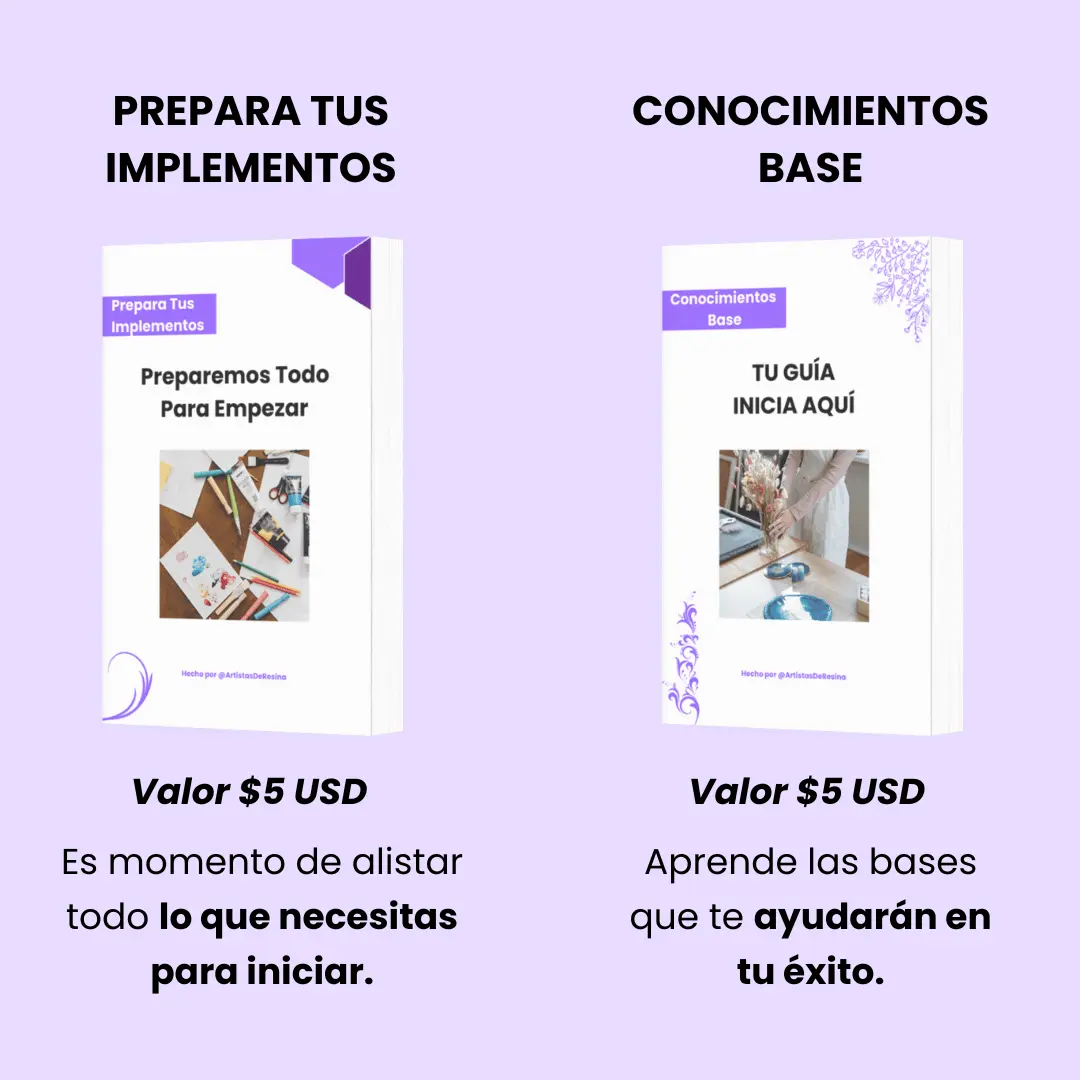 PREPARA TUS
IMPLEMENTOS
Prepara Tus
Implementos
Preparemos Todo
Para Empezar
Hecho por @ArtistasDeResina
Valor $5 USD
Es momento de alistar
todo lo que necesitas
para iniciar.
CONOCIMIENTOS
BASE
Conocimientos
Base
TU GUÍA
INICIA AQUÍ
Hecho por @ArtistasDeResina
Valor $5 USD
Aprende las bases
que te ayudarán en
tu éxito.